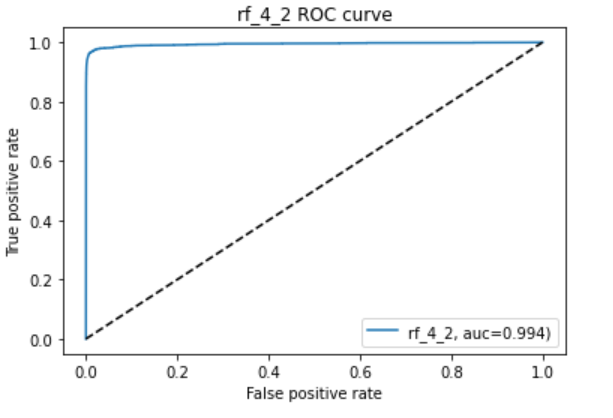 rf_4_2 ROC curve
1.0
0.8
0.6
0.4
0.2
0.0
True positive rate
rf_4_2, auc=0.994)
0.0 0.2 0.4 0.6 0.8 1.0
False positive rate